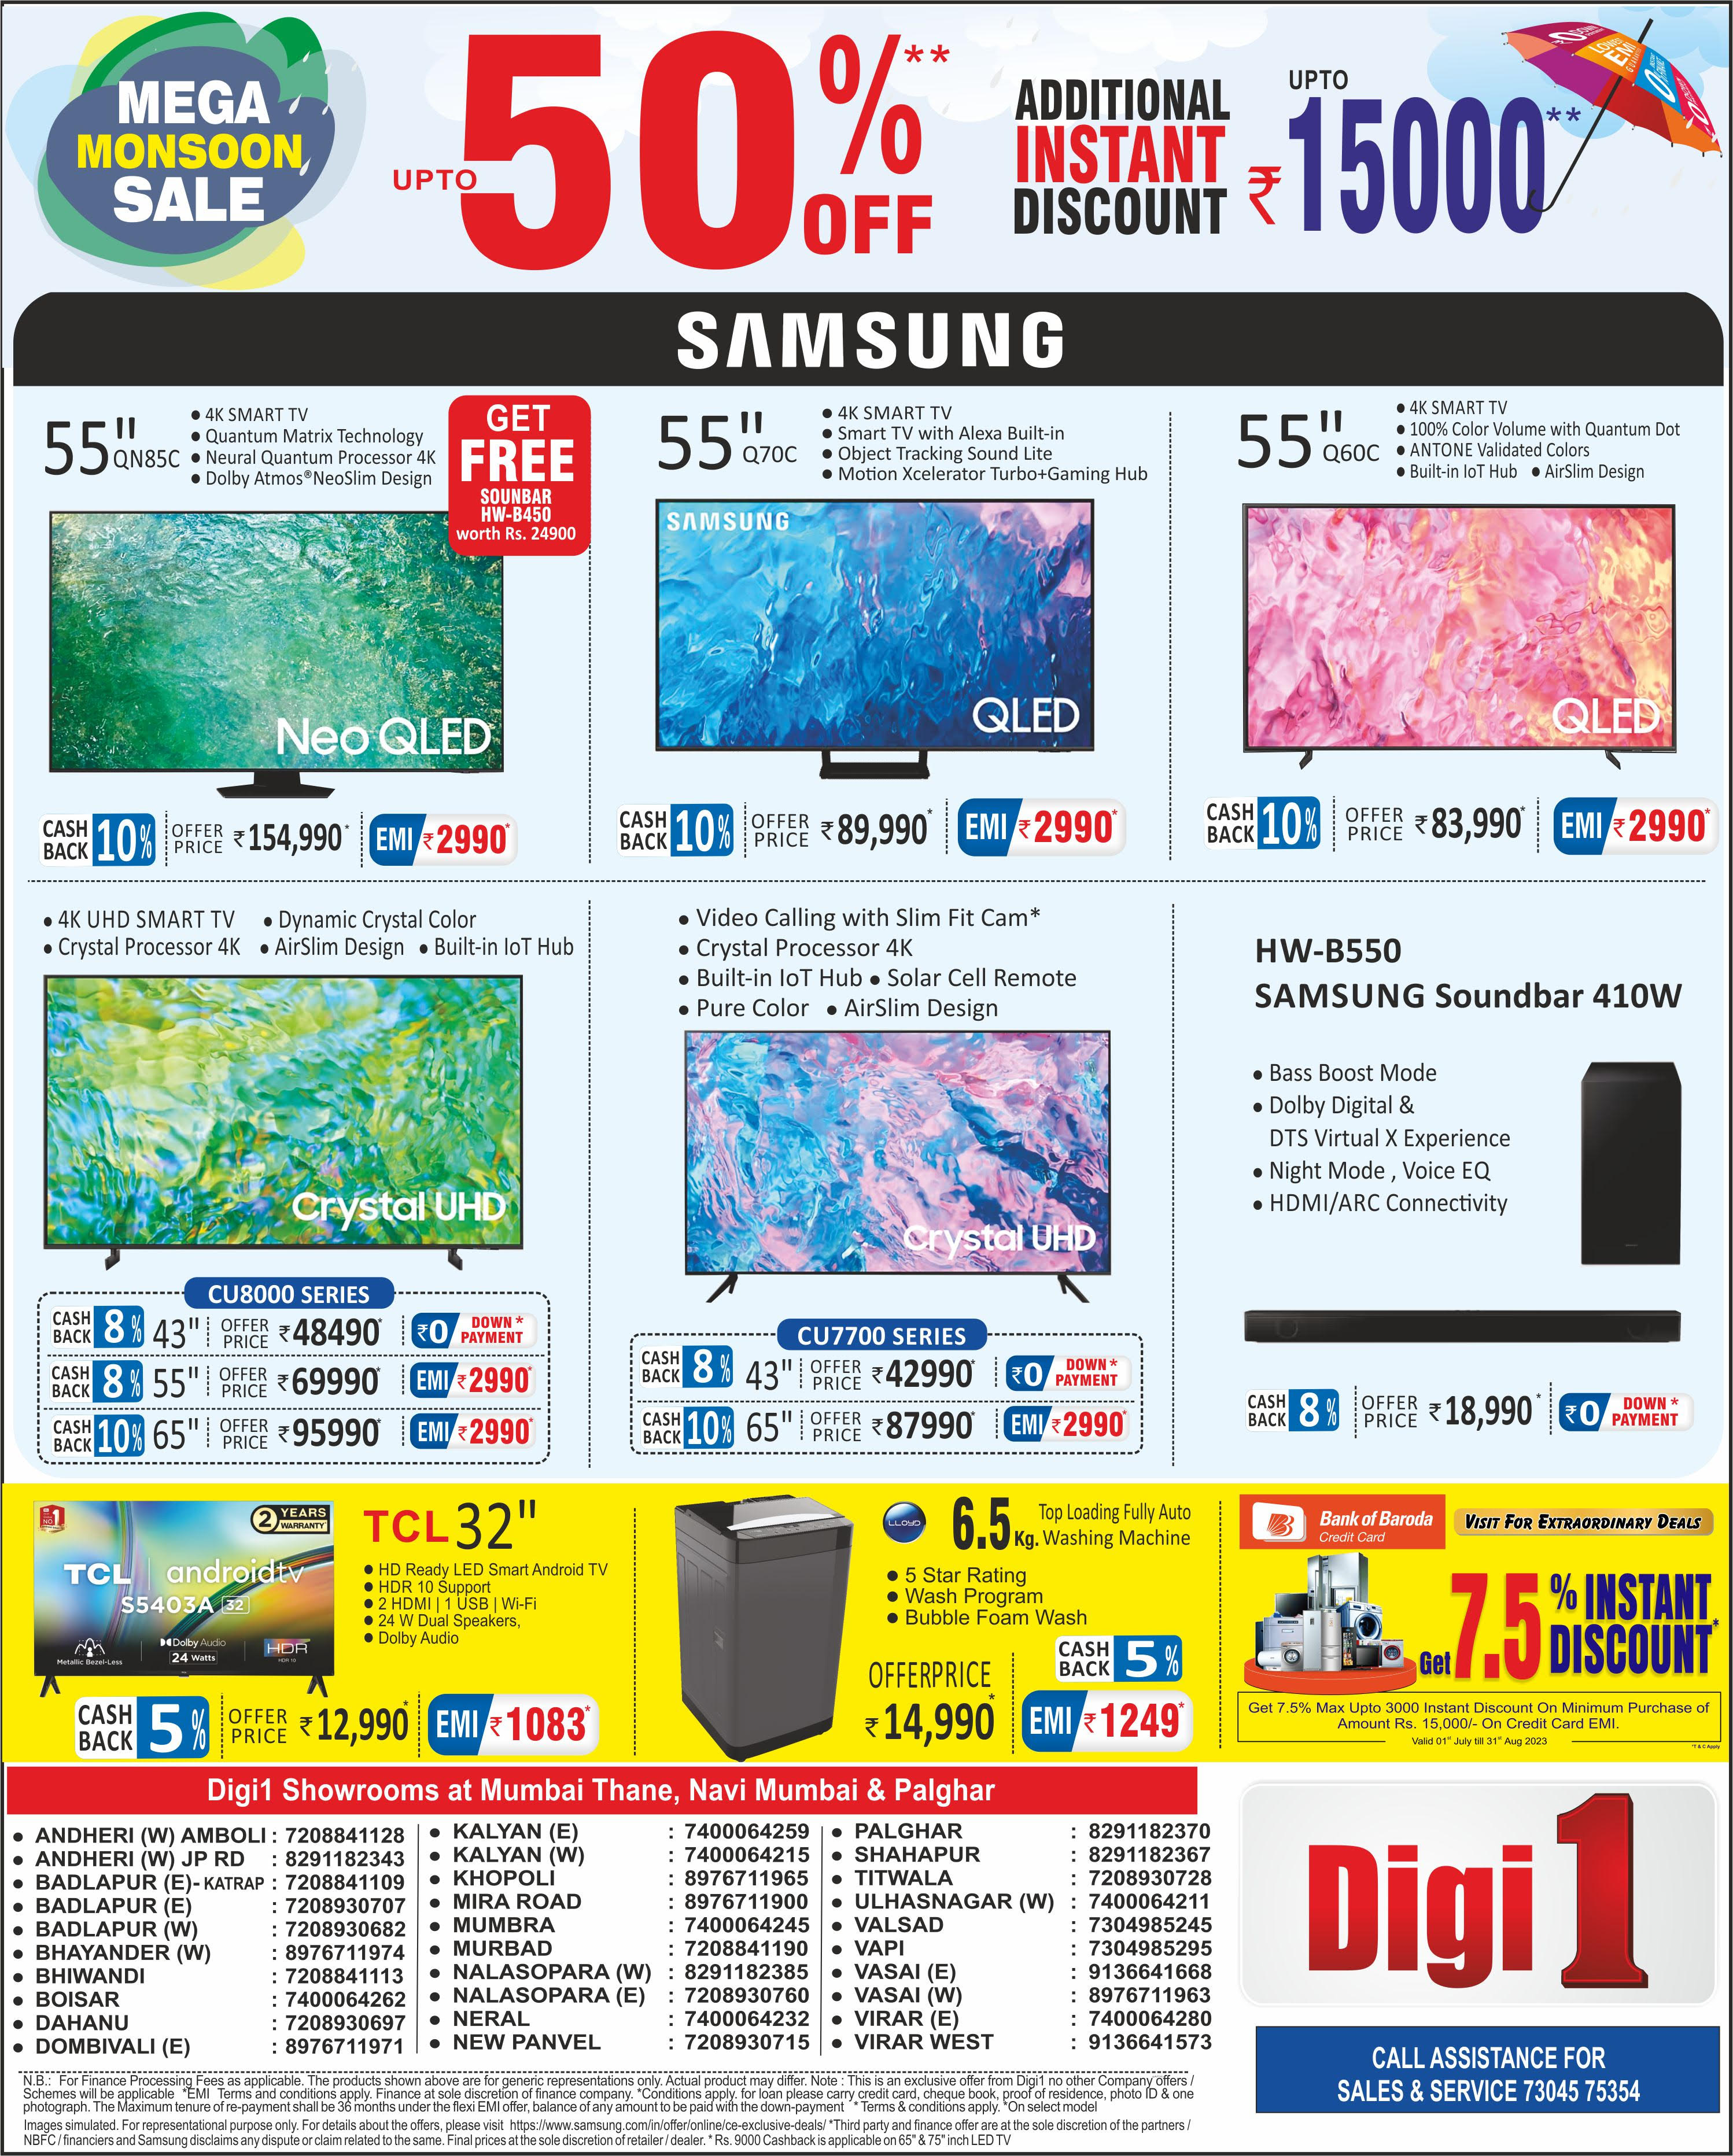 MEGA
MONSOON
SALE
UPTO 50%** OFF
ADDITIONAL
INSTANT
DISCOUNT
UPTO
₹15000**
SAMSUNG
55" QN85C
• 4K SMART TV
• Quantum Matrix Technology
• Neural Quantum Processor 4K
• Dolby Atmos®NeoSlim Design
GET
FREE
SOUNBAR
HW-B450
worth Rs. 24900
Neo QLED
CASH BACK 10% OFFER PRICE ₹154,990* EMI ₹2990*
55" Q70C
• 4K SMART TV
• Smart TV with Alexa Built-in
• Object Tracking Sound Lite
• Motion Xcelerator Turbo+Gaming Hub
SAMSUNG
QLED
CASH BACK 10% OFFER PRICE ₹89,990* EMI ₹2990*
55" Q60C
• 4K SMART TV
• 100% Color Volume with Quantum Dot
• ANTONE Validated Colors
• Built-in IoT Hub • AirSlim Design
QLED
CASH BACK 10% OFFER PRICE ₹83,990* EMI ₹2990*
• 4K UHD SMART TV • Dynamic Crystal Color
• Crystal Processor 4K • AirSlim Design • Built-in IoT Hub
Crystal UHD
CU8000 SERIES
CASH BACK 8% 43" OFFER PRICE ₹48490* ₹0 DOWN * PAYMENT
CASH BACK 8% 55" OFFER PRICE ₹69990* EMI ₹2990*
CASH BACK 10% 65" OFFER PRICE ₹95990* EMI ₹2990*
• Video Calling with Slim Fit Cam*
• Crystal Processor 4K
• Built-in IoT Hub • Solar Cell Remote
• Pure Color • AirSlim Design
Crystal UHD
CU7700 SERIES
CASH BACK 8% 43" OFFER PRICE ₹42990* ₹0 DOWN * PAYMENT
CASH BACK 10% 65" OFFER PRICE ₹87990* EMI ₹2990*
HW-B550
SAMSUNG Soundbar 410W
• Bass Boost Mode
• Dolby Digital &
DTS Virtual X Experience
• Night Mode , Voice EQ
• HDMI/ARC Connectivity
CASH BACK 8% OFFER PRICE ₹18,990* ₹0 DOWN * PAYMENT
2 YEARS WARRANTY*
TCL androidtv
S5403A 32
Metallic Bezel-Less
Dolby Audio
24 Watts
HDR
HDR 10
TCL 32"
• HD Ready LED Smart Android TV
• HDR 10 Support
• 2 HDMI | 1 USB | Wi-Fi
• 24 W Dual Speakers,
• Dolby Audio
CASH BACK 5% OFFER PRICE ₹12,990* EMI ₹1083*
LLOYD
6.5 Kg. Top Loading Fully Auto
Washing Machine
• 5 Star Rating
• Wash Program
• Bubble Foam Wash
CASH BACK 5%
OFFERPRICE
₹14,990* EMI ₹1249*
Bank of Baroda
Credit Card
VISIT FOR EXTRAORDINARY DEALS
Get 7.5% INSTANT DISCOUNT*
Get 7.5% Max Upto 3000 Instant Discount On Minimum Purchase of
Amount Rs. 15,000/- On Credit Card EMI.
Valid 01st July till 31st Aug 2023
*T & C Apply
Digi1 Showrooms at Mumbai Thane, Navi Mumbai & Palghar
• ANDHERI (W) AMBOLI : 7208841128
• ANDHERI (W) JP RD : 8291182343
• BADLAPUR (E)- KATRAP : 7208841109
• BADLAPUR (E) : 7208930707
• BADLAPUR (W) : 7208930682
• BHAYANDER (W) : 8976711974
• BHIWANDI : 7208841113
• BOISAR : 7400064262
• DAHANU : 7208930697
• DOMBIVALI (E) : 8976711971
• KALYAN (E) : 7400064259
• KALYAN (W) : 7400064215
• KHOPOLI : 8976711965
• MIRA ROAD : 8976711900
• MUMBRA : 7400064245
• MURBAD : 7208841190
• NALASOPARA (W) : 8291182385
• NALASOPARA (E) : 7208930760
• NERAL : 7400064232
• NEW PANVEL : 7208930715
• PALGHAR : 8291182370
• SHAHAPUR : 8291182367
• TITWALA : 7208930728
• ULHASNAGAR (W) : 7400064211
• VALSAD : 7304985245
• VAPI : 7304985295
• VASAI (E) : 9136641668
• VASAI (W) : 8976711963
• VIRAR (E) : 7400064280
• VIRAR WEST : 9136641573
Digi1
CALL ASSISTANCE FOR
SALES & SERVICE 73045 75354
N.B.: For Finance Processing Fees as applicable. The products shown above are for generic representations only. Actual product may differ. Note : This is an exclusive offer from Digi1 no other Company offers /
Schemes will be applicable *EMI Terms and conditions apply. Finance at sole discretion of finance company. *Conditions apply. for loan please carry credit card, cheque book, proof of residence, photo ID & one
photograph. The Maximum tenure of re-payment shall be 36 months under the flexi EMI offer, balance of any amount to be paid with the down-payment * Terms & conditions apply. *On select model
Images simulated. For representational purpose only. For details about the offers, please visit https://www.samsung.com/in/offer/online/ce-exclusive-deals/ *Third party and finance offer are at the sole discretion of the partners /
NBFC / financiers and Samsung disclaims any dispute or claim related to the same. Final prices at the sole discretion of retailer / dealer. * Rs. 9000 Cashback is applicable on 65" & 75" inch LED TV